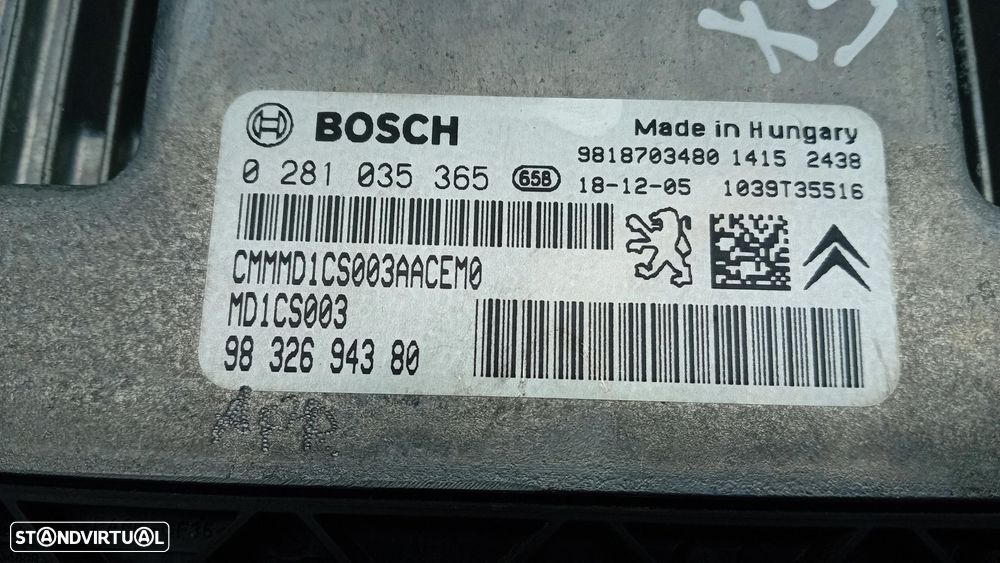 BOSCH
Made in Hungary
9818703480 1415 2438
0 281 035 365 65B
18-12-05 1039T35516
CMMMD1CS003AACEM0
MD1CS003
98 326 943 80
STANDVIRTUAL